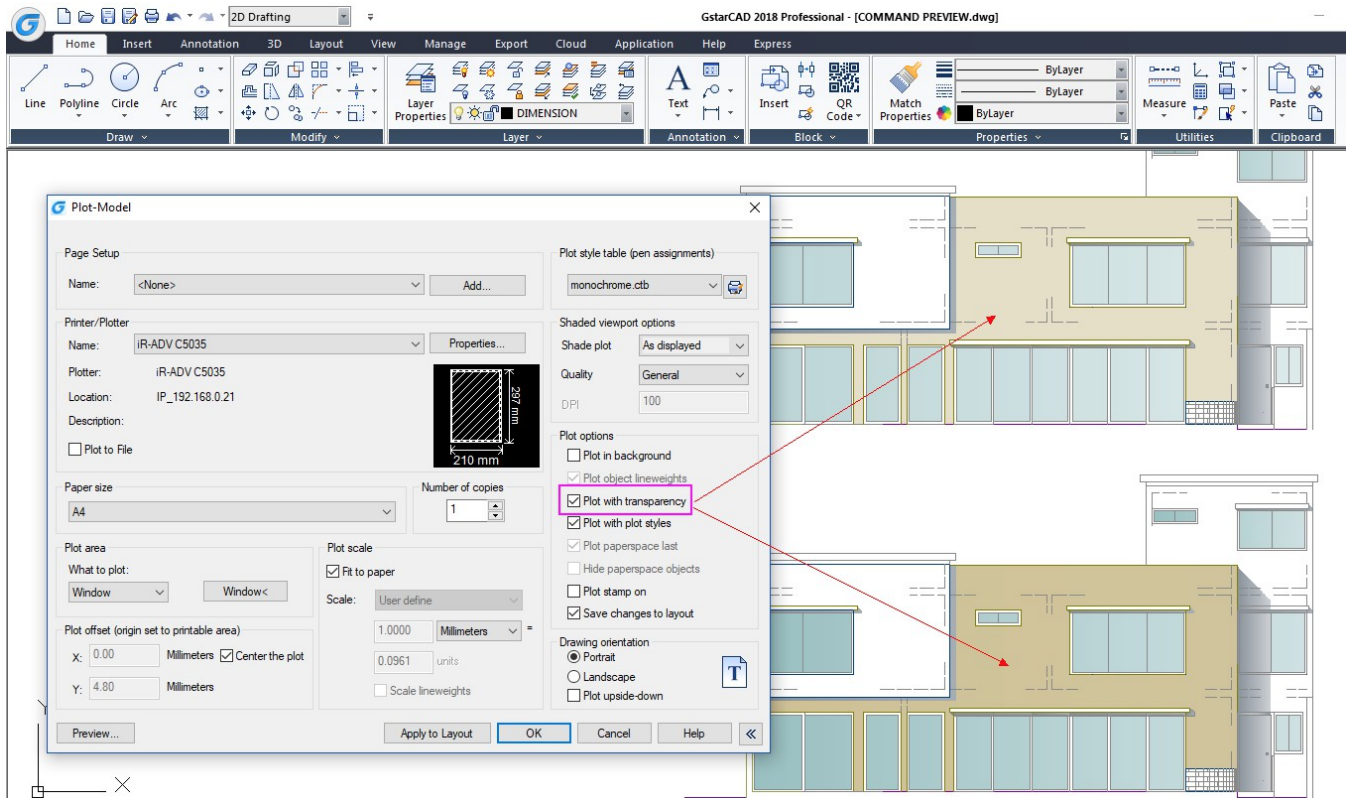 2D Drafting
GstarCAD 2018 Professional - [COMMAND PREVIEW.dwg]
Home Insert Annotation 3D Layout View Manage Export Cloud Application Help Express
Line Polyline Circle Arc
Layer Properties
DIMENSION
Text
Insert
QR Code
Match Properties
ByLayer
ByLayer
ByLayer
Measure
Paste
Draw Modify Layer Annotation Block Properties Utilities Clipboard
Plot-Model
Page Setup
Name: <None> Add...
Printer/Plotter
Name: iR-ADV C5035 Properties...
Plotter: iR-ADV C5035
Location: IP_192.168.0.21
Description:
Plot to File
297 mm
210 mm
Paper size
A4
Number of copies
1
Plot area
What to plot:
Window Window<
Plot offset (origin set to printable area)
X: 0.00 Millimeters Center the plot
Y: 4.80 Millimeters
Plot scale
Fit to paper
Scale: User define
1.0000 Millimeters =
0.0961 units
Scale lineweights
Plot style table (pen assignments)
monochrome.ctb
Shaded viewport options
Shade plot As displayed
Quality General
DPI 100
Plot options
Plot in background
Plot object lineweights
Plot with transparency
Plot with plot styles
Plot paperspace last
Hide paperspace objects
Plot stamp on
Save changes to layout
Drawing orientation
Portrait
Landscape
Plot upside-down
T
Preview... Apply to Layout OK Cancel Help
Y
X